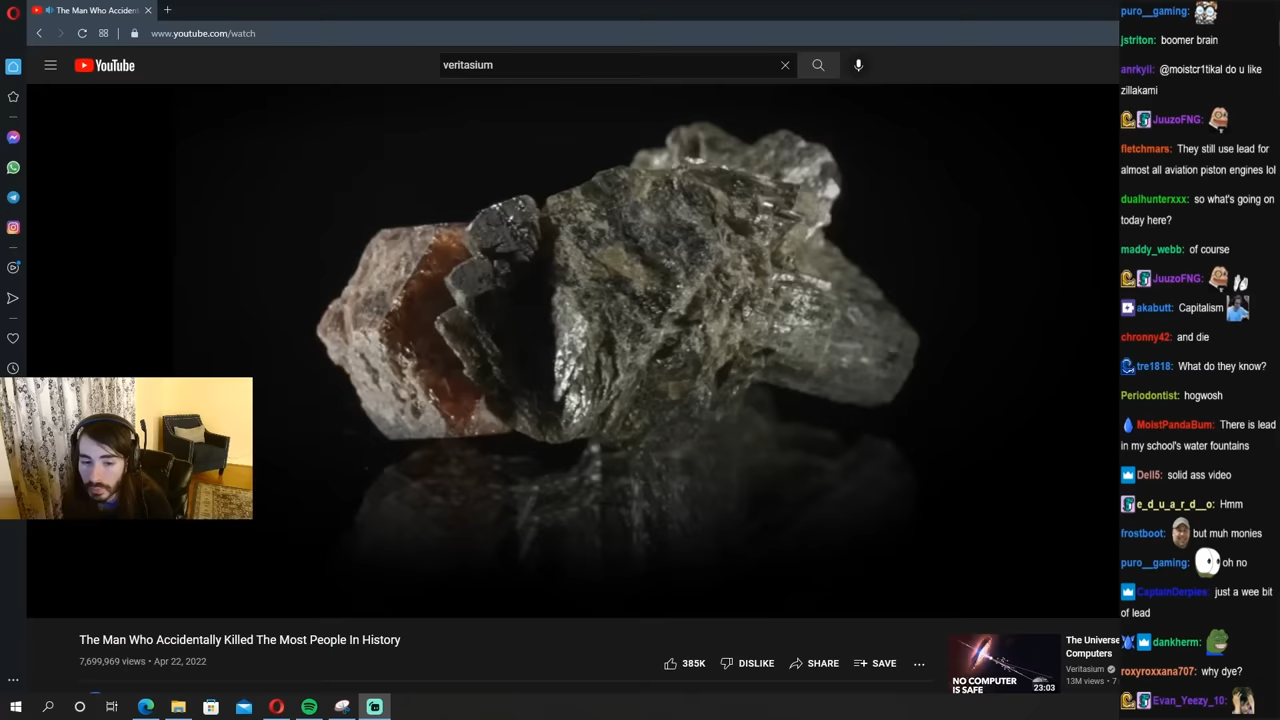 The Man Who Acciden
www.youtube.com/watch
YouTube
veritasium
The Man Who Accidentally Killed The Most People In History
7,699,969 views • Apr 22, 2022
385K
DISLIKE
SHARE
SAVE
NO COMPUTER
IS SAFE
23:03
The Universe
Computers
Veritasium
13M views • 7
puro__gaming:
jstriton: boomer brain
anrkyii: @moistcr1tikal do u like
zillakami
JuuzoFNG:
fletchmars: They still use lead for
almost all aviation piston engines lol
dualhunterxxx: so what's going on
today here?
maddy_webb: of course
JuuzoFNG:
akabutt: Capitalism
chronny42: and die
tre1818: What do they know?
Periodontist: hogwosh
MoistPandaBum: There is lead
in my school's water fountains
Dell5: solid ass video
e_d_u_a_r_d__o: Hmm
frostboot: but muh monies
puro__gaming: oh no
CaptainDerpies: just a wee bit
of lead
dankherm:
roxyroxxana707: why dye?
Evan_Yeezy_10: